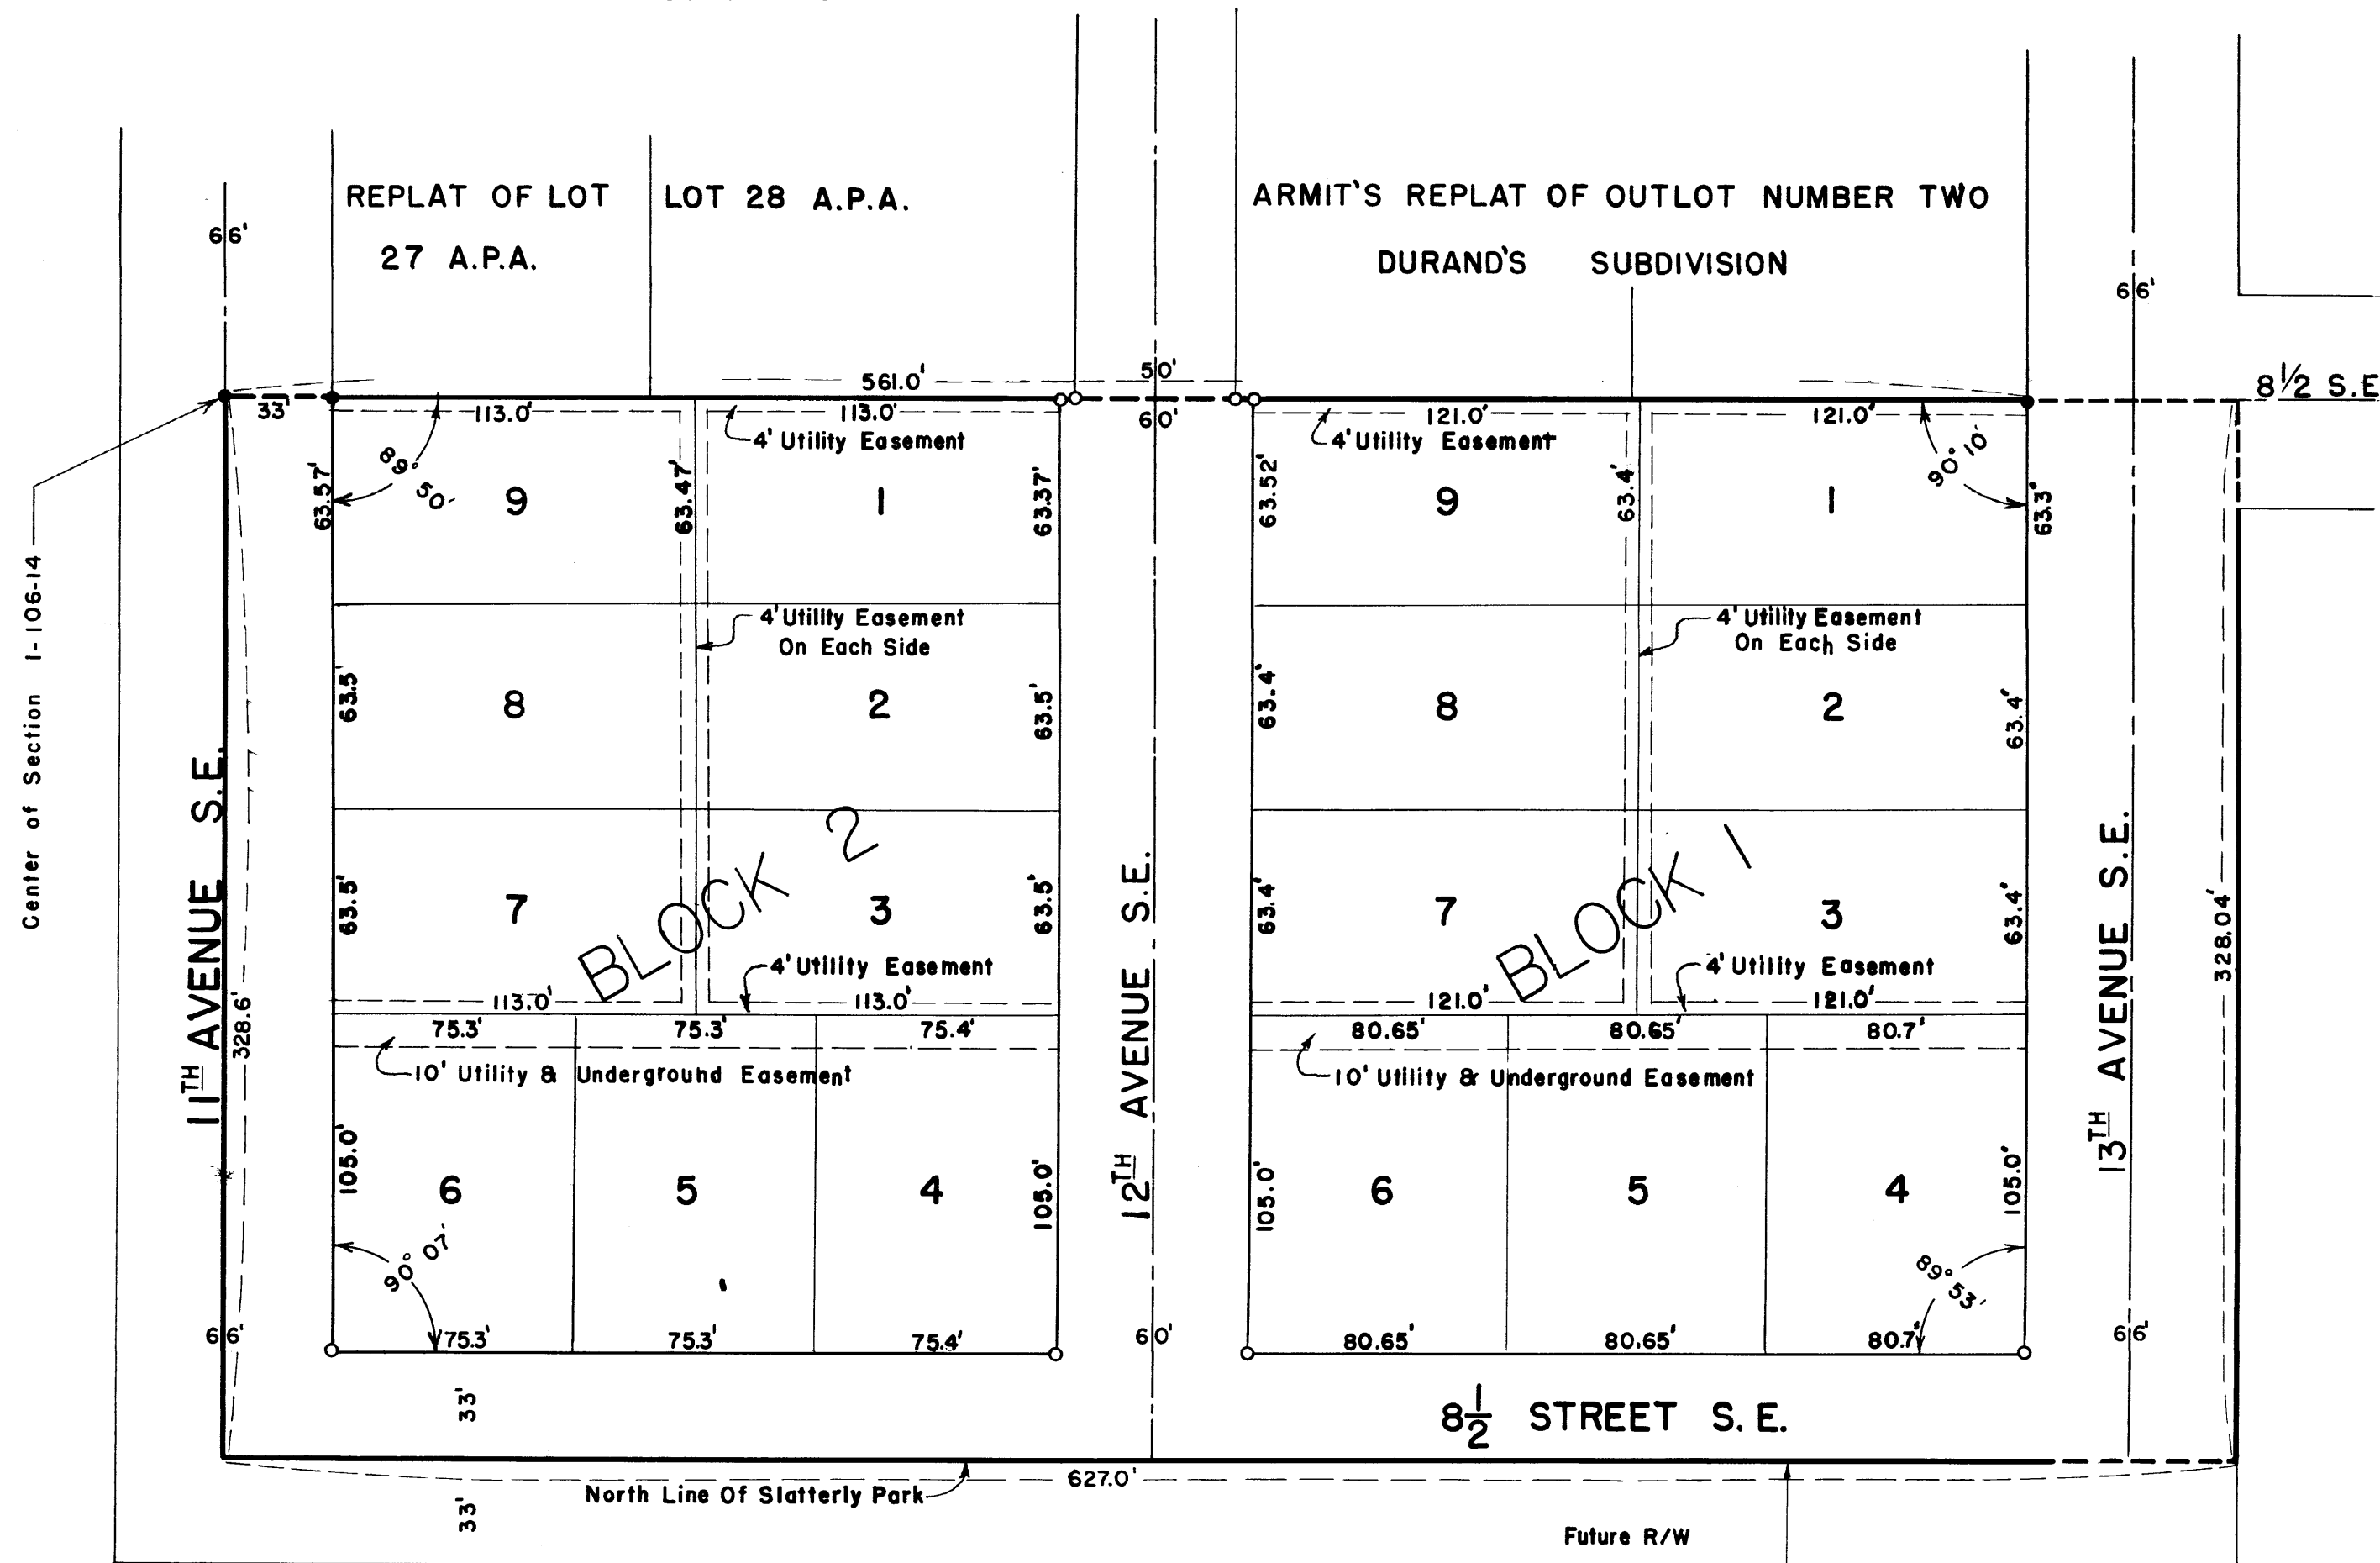 REPLAT OF LOT
27 A.P.A.
LOT 28 A.P.A.
ARMIT'S REPLAT OF OUTLOT NUMBER TWO
DURAND'S SUBDIVISION
66'
66'
561.0'
50'
8 1/2 S.E
33'
113.0'
113.0'
60'
121.0'
121.0'
4' Utility Easement
4' Utility Easement
89° 50'
90° 10'
63.57'
9
63.47'
1
63.37'
63.52'
9
63.4'
1
63.3'
Center of Section 1-106-14
4' Utility Easement
On Each Side
4' Utility Easement
On Each Side
63.5'
8
2
63.5'
63.4'
8
2
63.4'
11TH AVENUE S.E.
BLOCK 2
12TH AVENUE S.E.
BLOCK 1
13TH AVENUE S.E.
63.5'
7
3
63.5'
63.4'
7
3
63.4'
328.6'
328.04'
4' Utility Easement
4' Utility Easement
113.0'
113.0'
121.0'
121.0'
75.3'
75.3'
75.4'
80.65'
80.65'
80.7'
10' Utility & Underground Easement
10' Utility & Underground Easement
105.0'
6
5
4
105.0'
105.0'
6
5
4
105.0'
90° 07'
89° 53'
66'
75.3'
75.3'
75.4'
60'
80.65'
80.65'
80.7'
66'
33'
8 1/2 STREET S.E.
627.0'
North Line Of Slatterly Park
33'
Future R/W